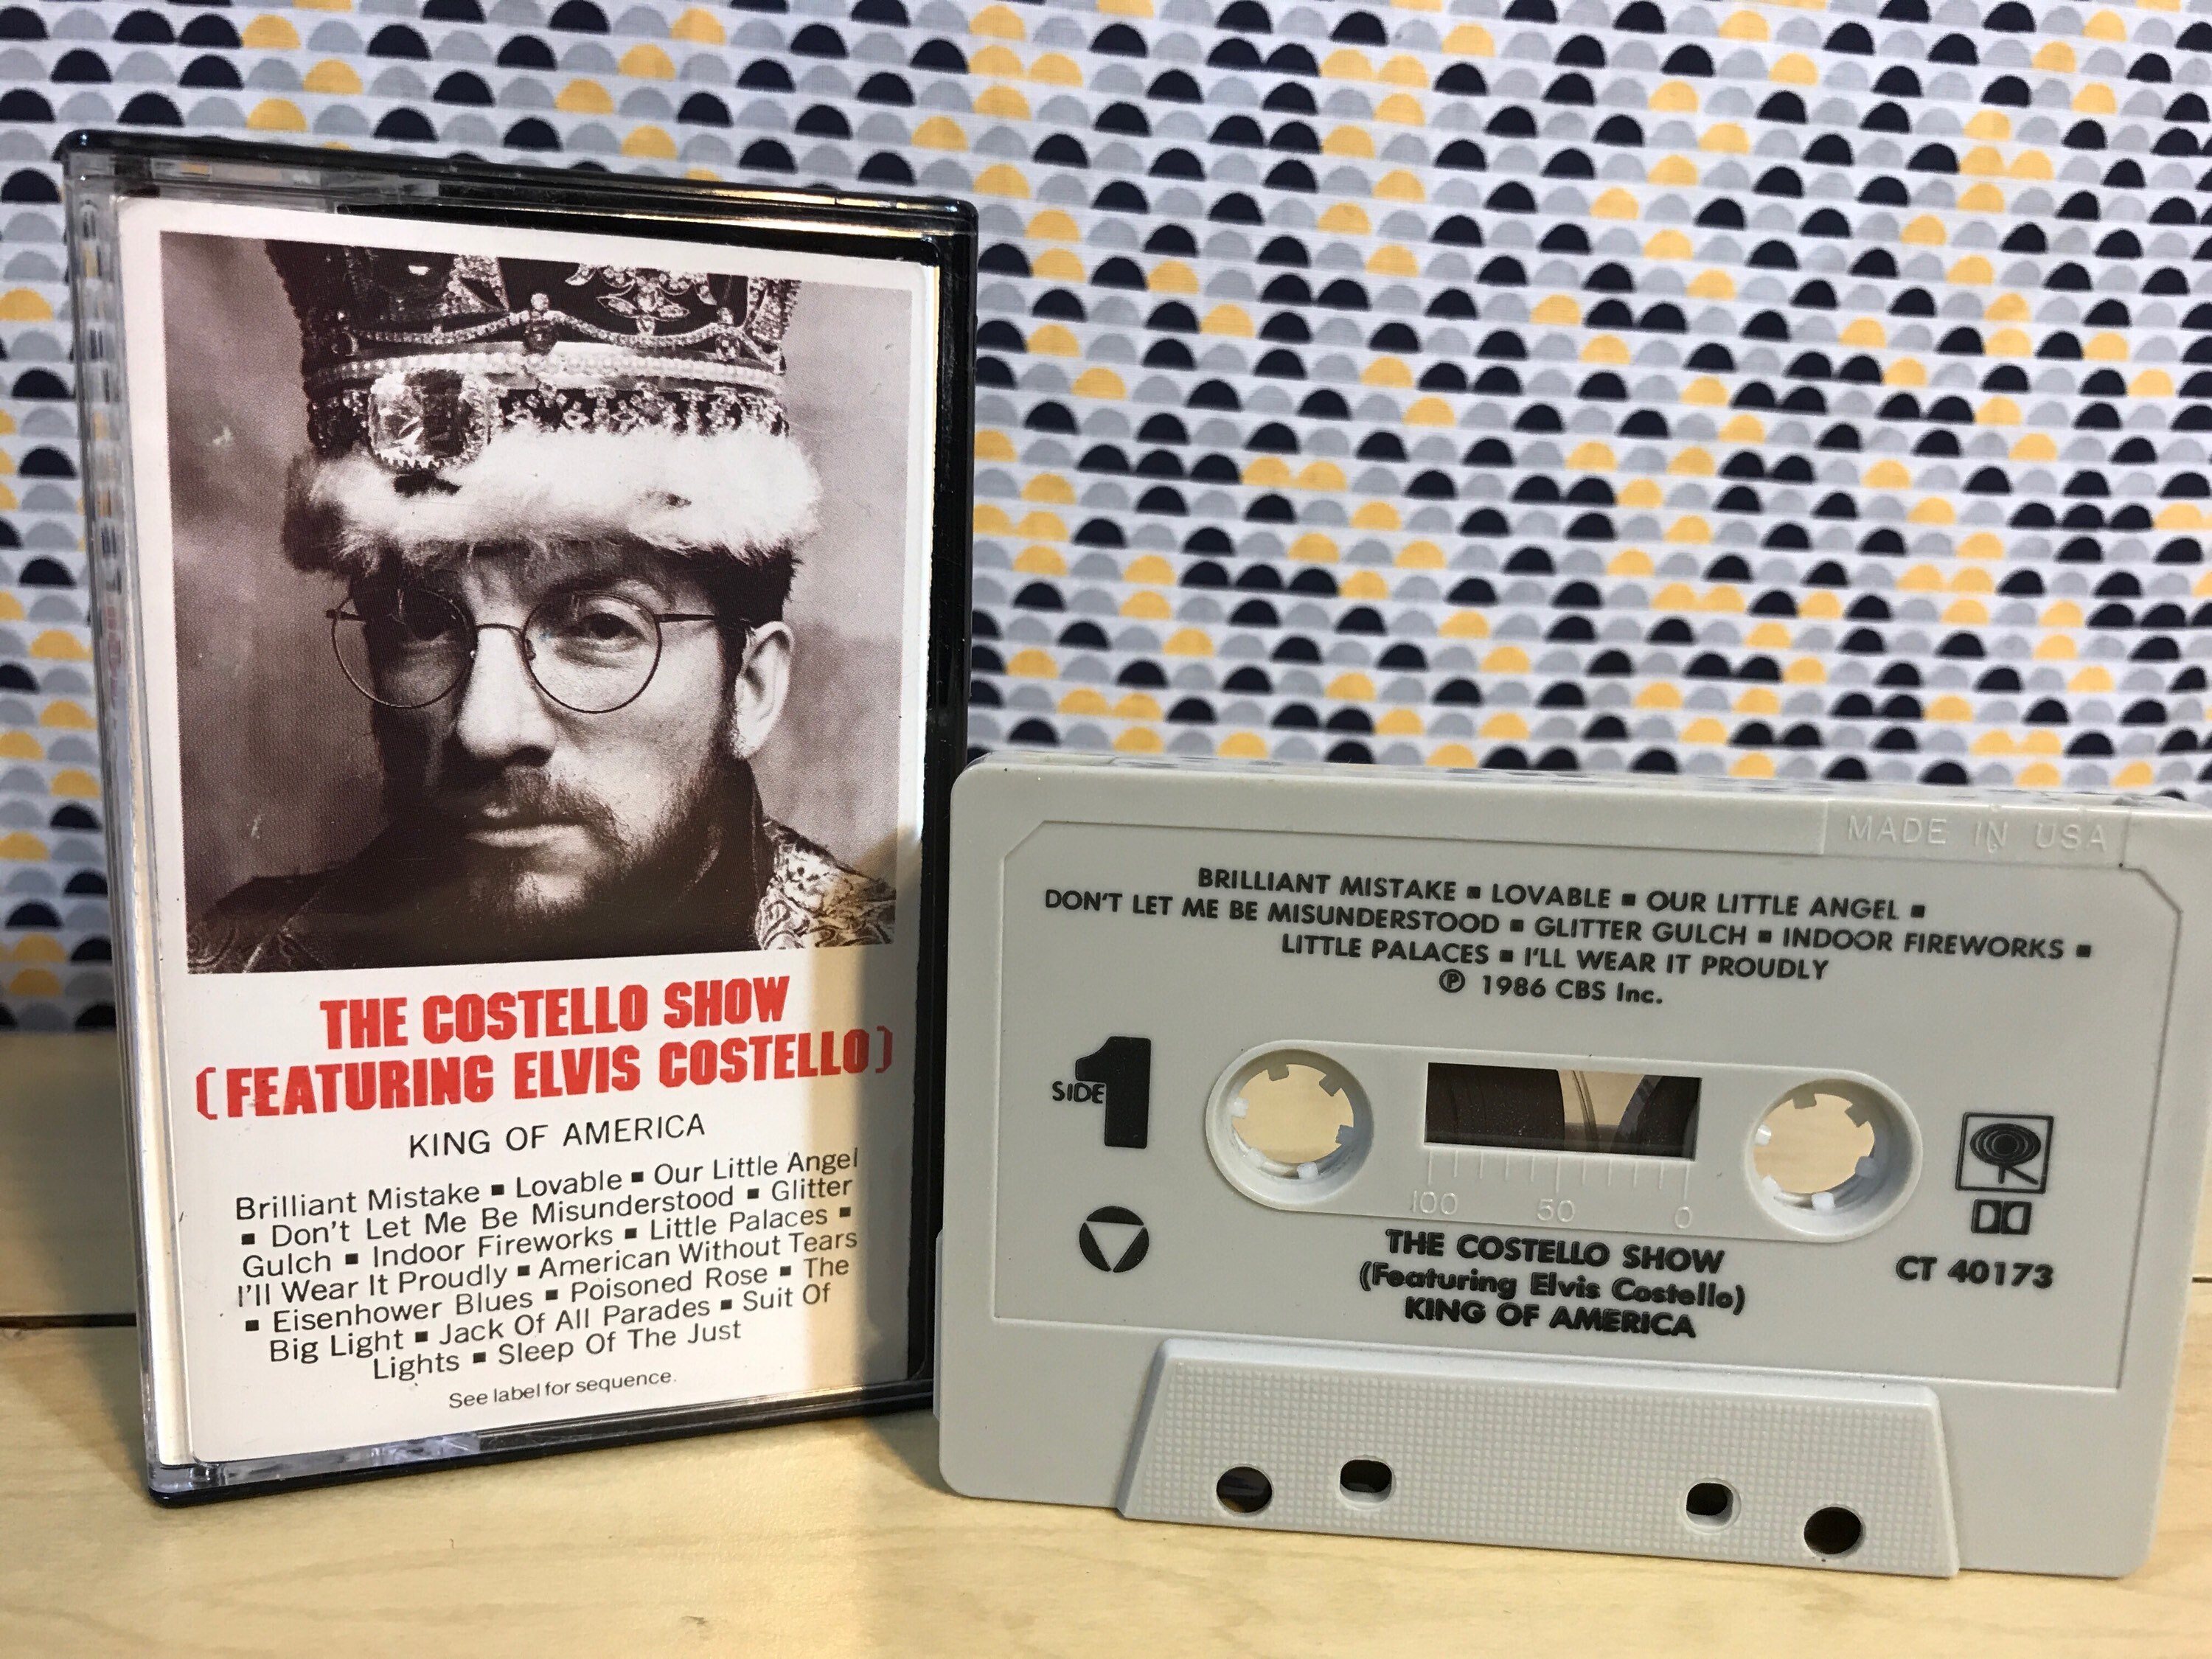 THE COSTELLO SHOW
(FEATURING ELVIS COSTELLO)
KING OF AMERICA
Brilliant Mistake ▪ Lovable ▪ Our Little Angel
▪ Don't Let Me Be Misunderstood ▪ Glitter
Gulch ▪ Indoor Fireworks ▪ Little Palaces ▪
I'll Wear It Proudly ▪ American Without Tears
▪ Eisenhower Blues ▪ Poisoned Rose ▪ The
Big Light ▪ Jack Of All Parades ▪ Suit Of
Lights ▪ Sleep Of The Just
See label for sequence.
MADE IN USA
BRILLIANT MISTAKE ▪ LOVABLE ▪ OUR LITTLE ANGEL ▪
DON'T LET ME BE MISUNDERSTOOD ▪ GLITTER GULCH ▪ INDOOR FIREWORKS ▪
LITTLE PALACES ▪ I'LL WEAR IT PROUDLY
℗ 1986 CBS Inc.
SIDE 1
100 50 0
THE COSTELLO SHOW
(Featuring Elvis Costello)
KING OF AMERICA
CT 40173